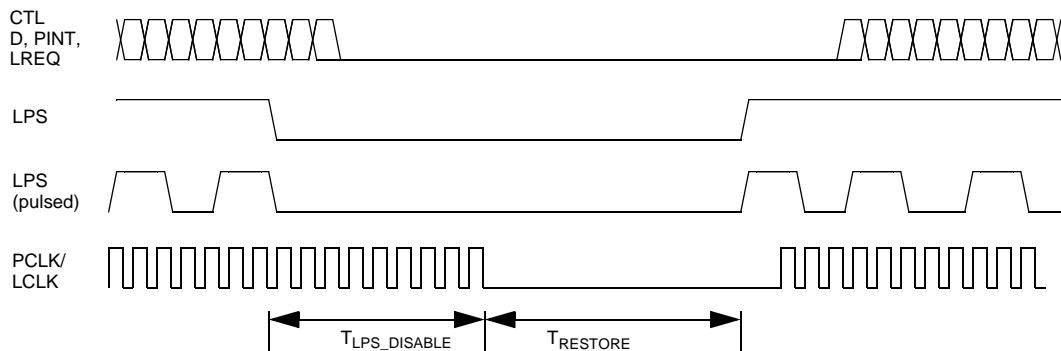 CTL
D, PINT,
LREQ
LPS
LPS
(pulsed)
PCLK/
LCLK
TLPS_DISABLE
TRESTORE